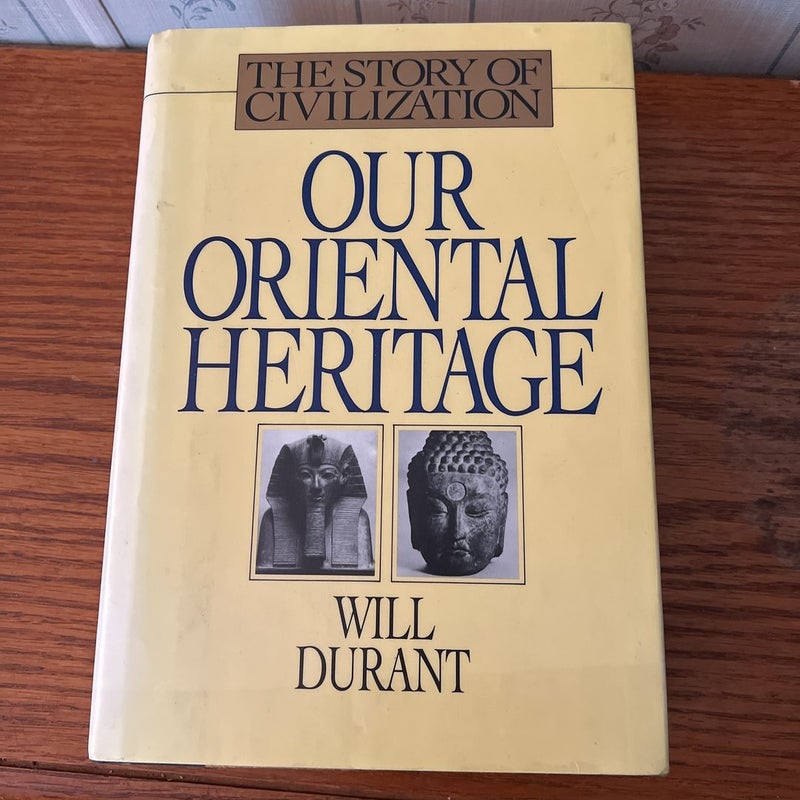 THE STORY OF
CIVILIZATION
OUR
ORIENTAL
HERITAGE
WILL
DURANT